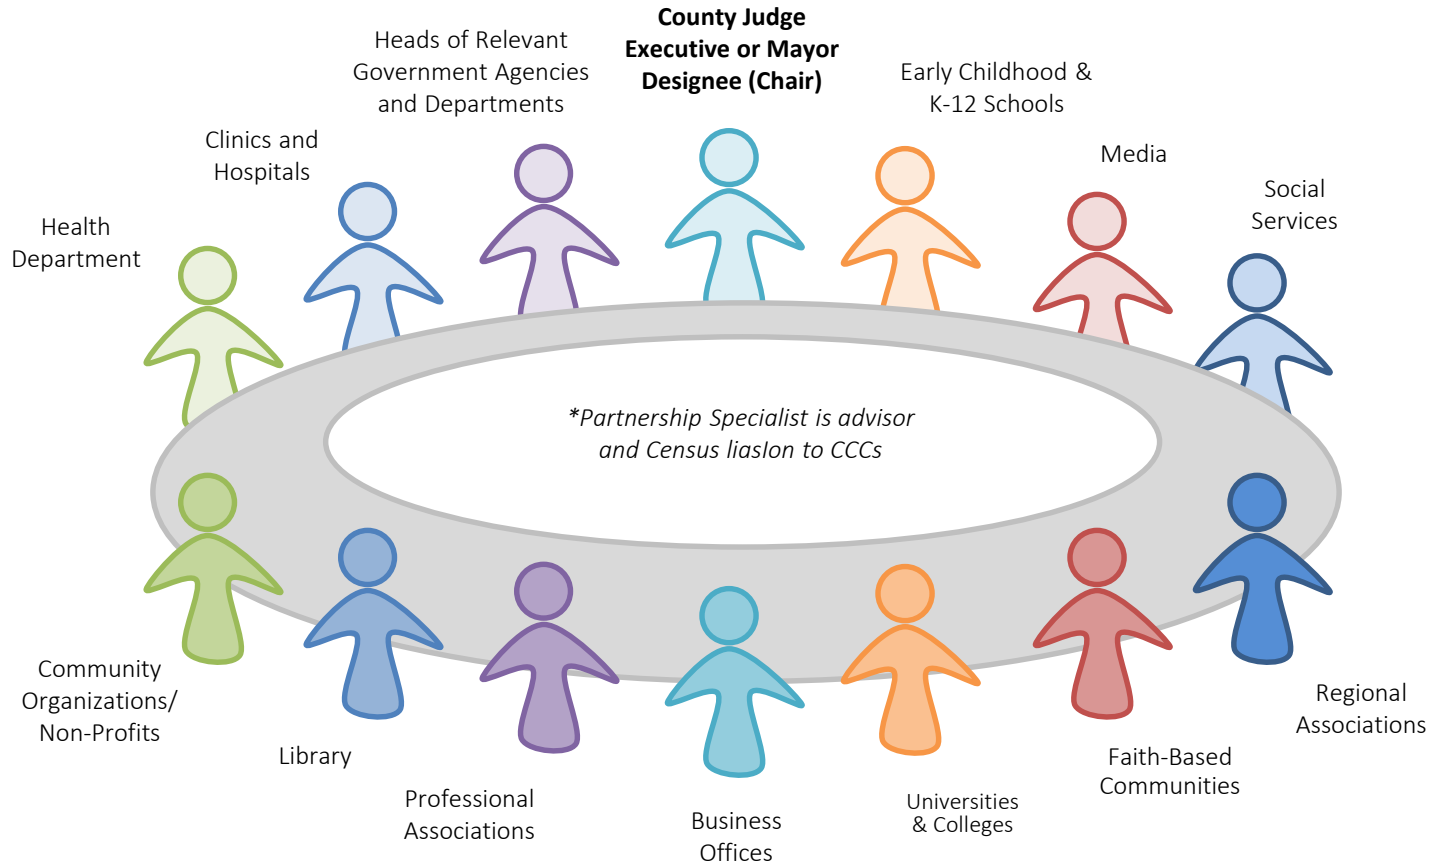 County Judge
Executive or Mayor
Designee (Chair)
Heads of Relevant
Government Agencies
and Departments
Early Childhood &
K-12 Schools
Clinics and
Hospitals
Media
Social
Services
Health
Department
*Partnership Specialist is advisor
and Census liasIon to CCCs
Community
Organizations/
Non-Profits
Library
Professional
Associations
Business
Offices
Universities
& Colleges
Faith-Based
Communities
Regional
Associations